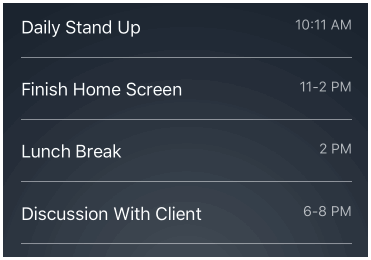 Daily Stand Up 10:11 AM
Finish Home Screen 11-2 PM
Lunch Break 2 PM
Discussion With Client 6-8 PM